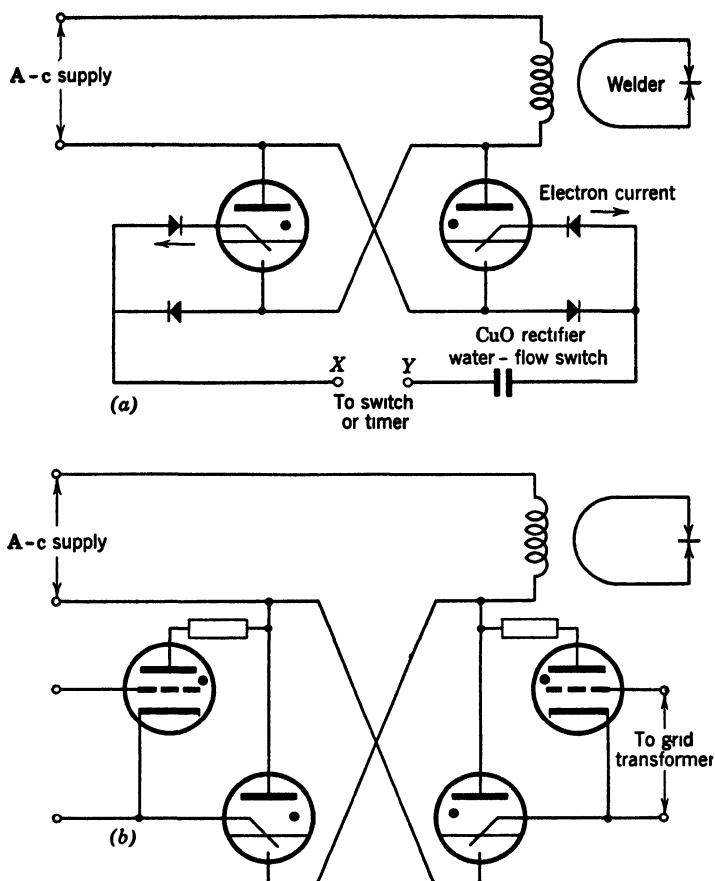 A-c supply
Welder
Electron current
CuO rectifier
water-flow switch
X
Y
To switch
or timer
(a)
A-c supply
To grid
transformer
(b)